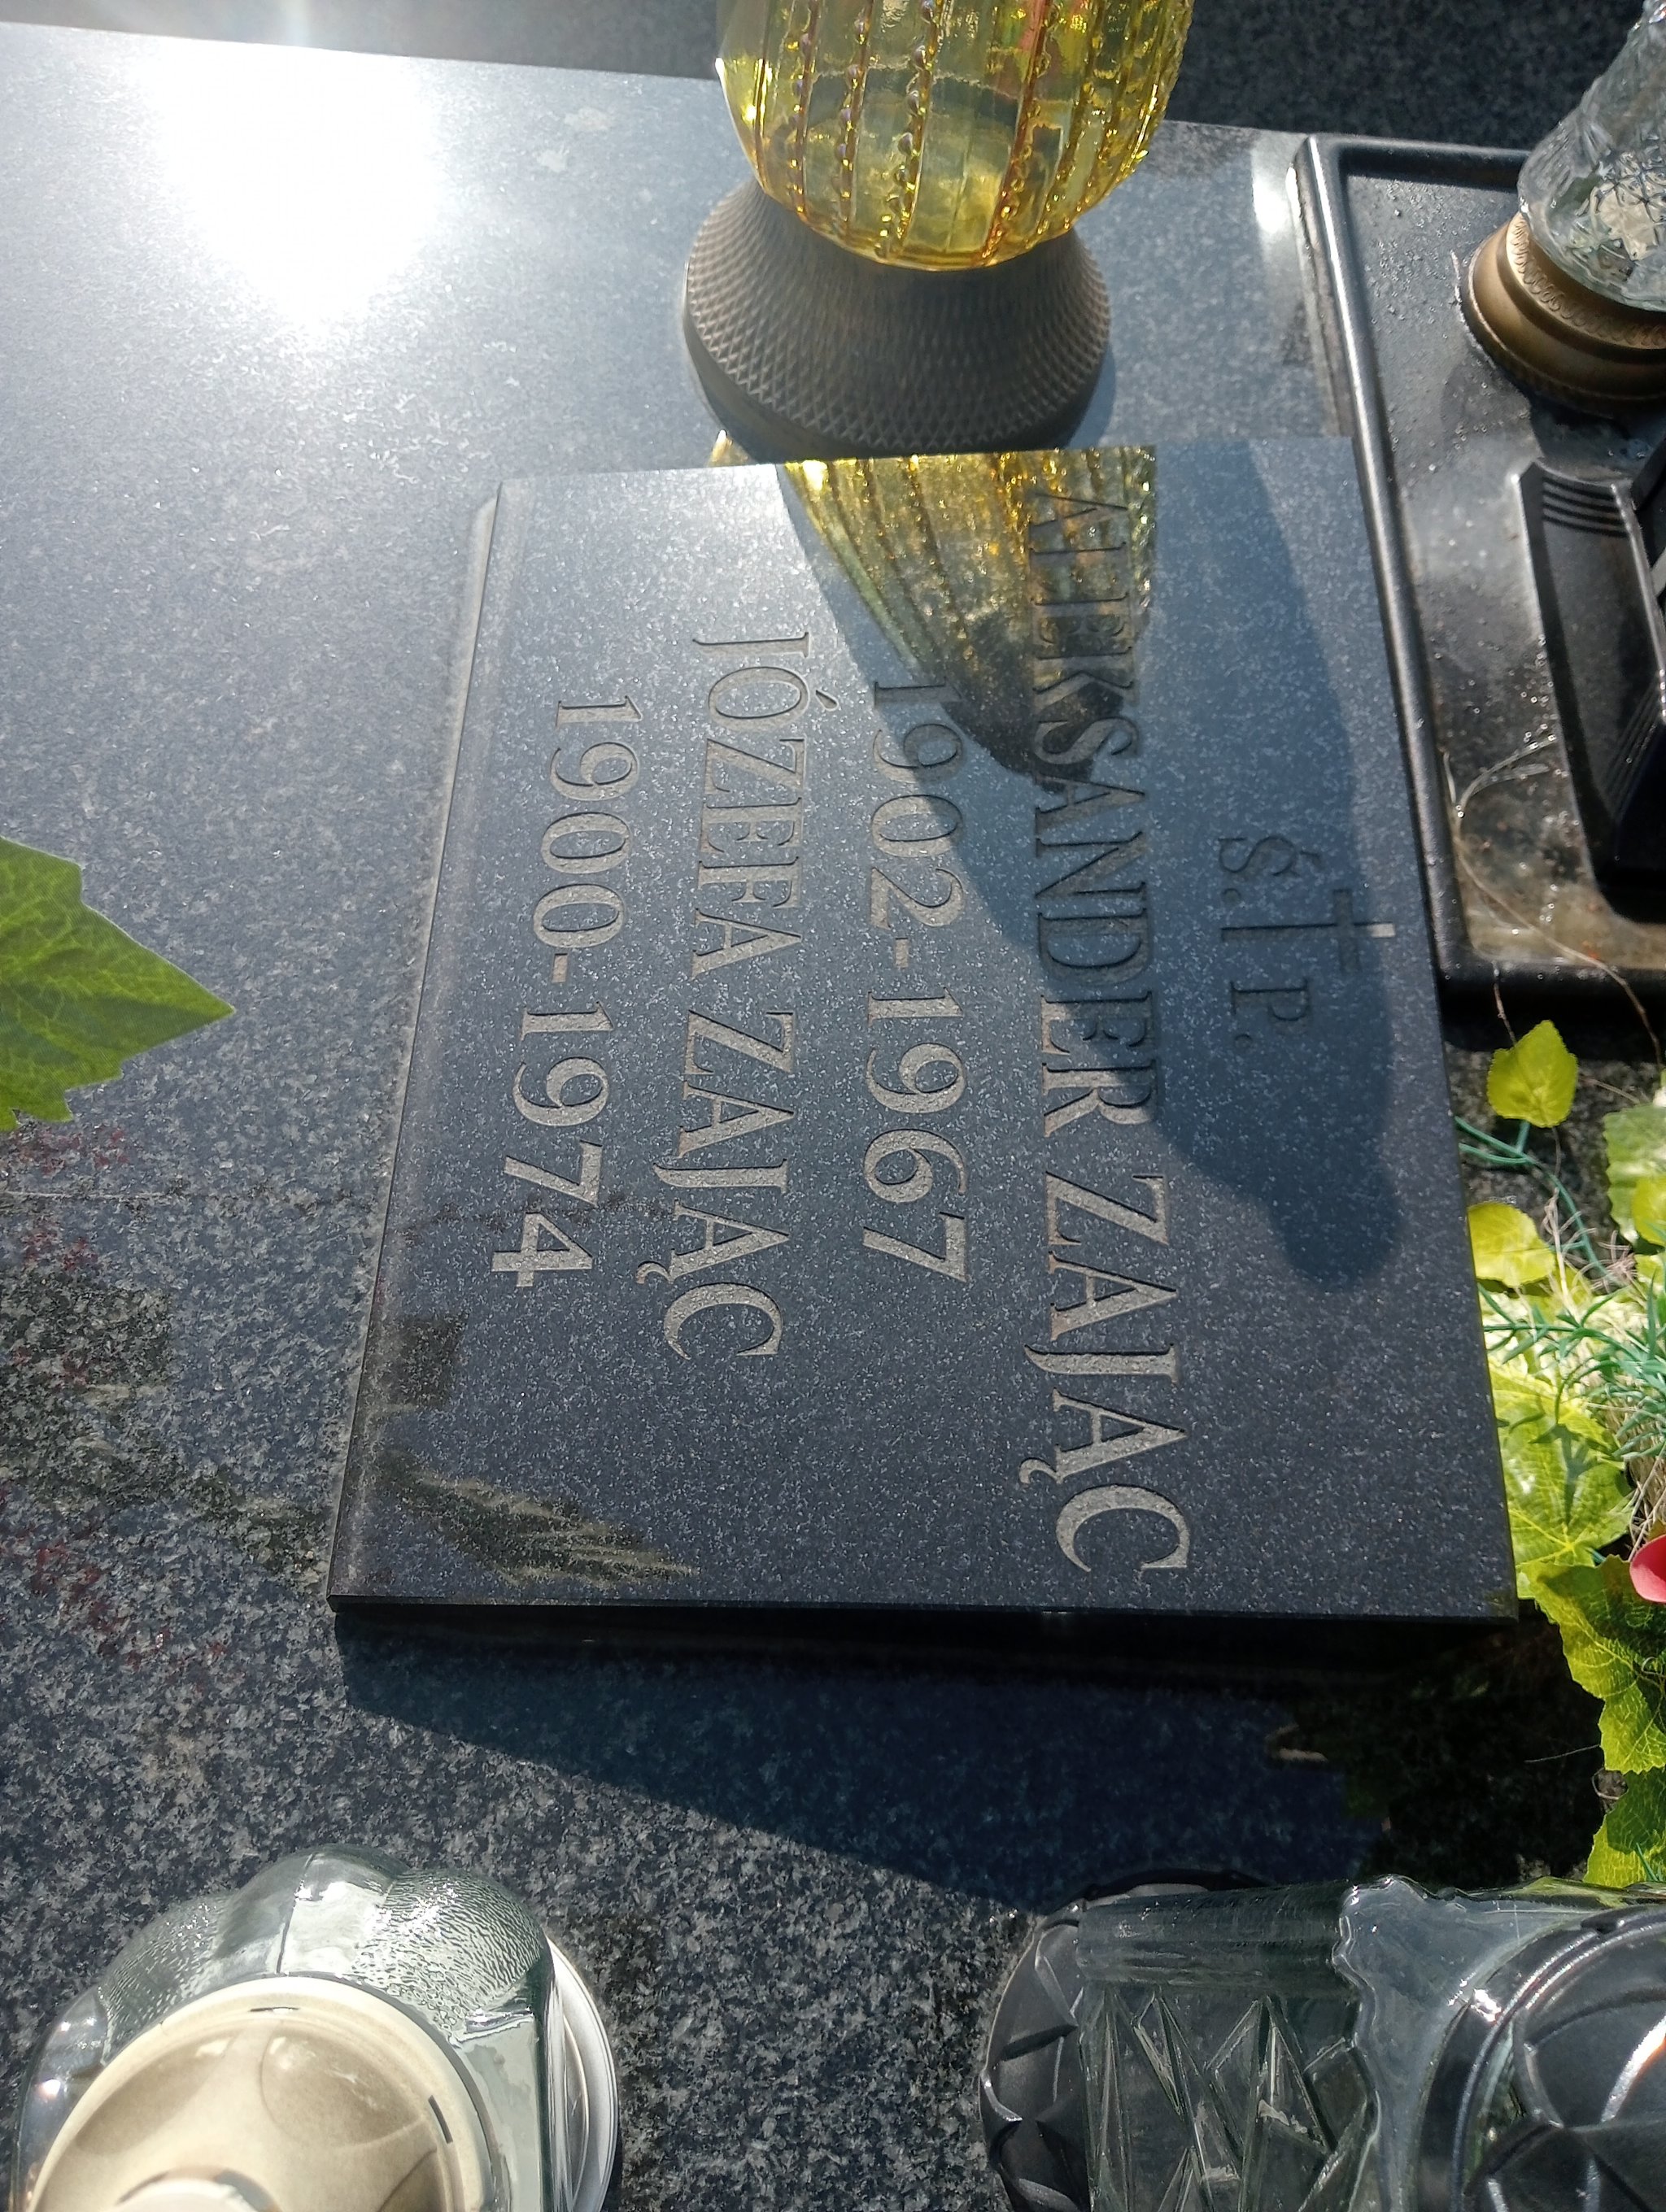 Ś. † P.
ALEKSANDER ZAJĄC
1902-1967
JÓZEFA ZAJĄC
1900-1974